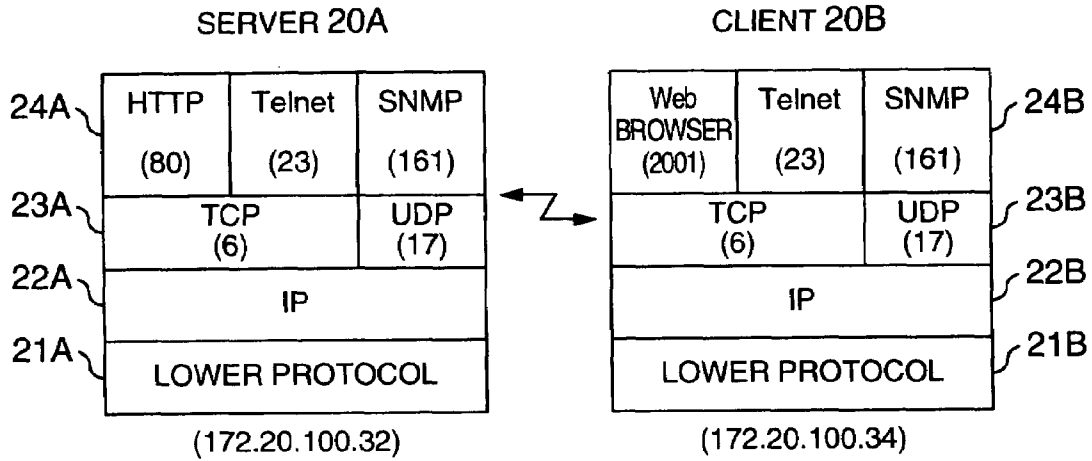 SERVER 20A
24A
HTTP
(80)
Telnet
(23)
SNMP
(161)
23A
TCP
(6)
UDP
(17)
22A
IP
21A
LOWER PROTOCOL
(172.20.100.32)
CLIENT 20B
Web
BROWSER
(2001)
Telnet
(23)
SNMP
(161)
24B
TCP
(6)
UDP
(17)
23B
IP
22B
LOWER PROTOCOL
21B
(172.20.100.34)